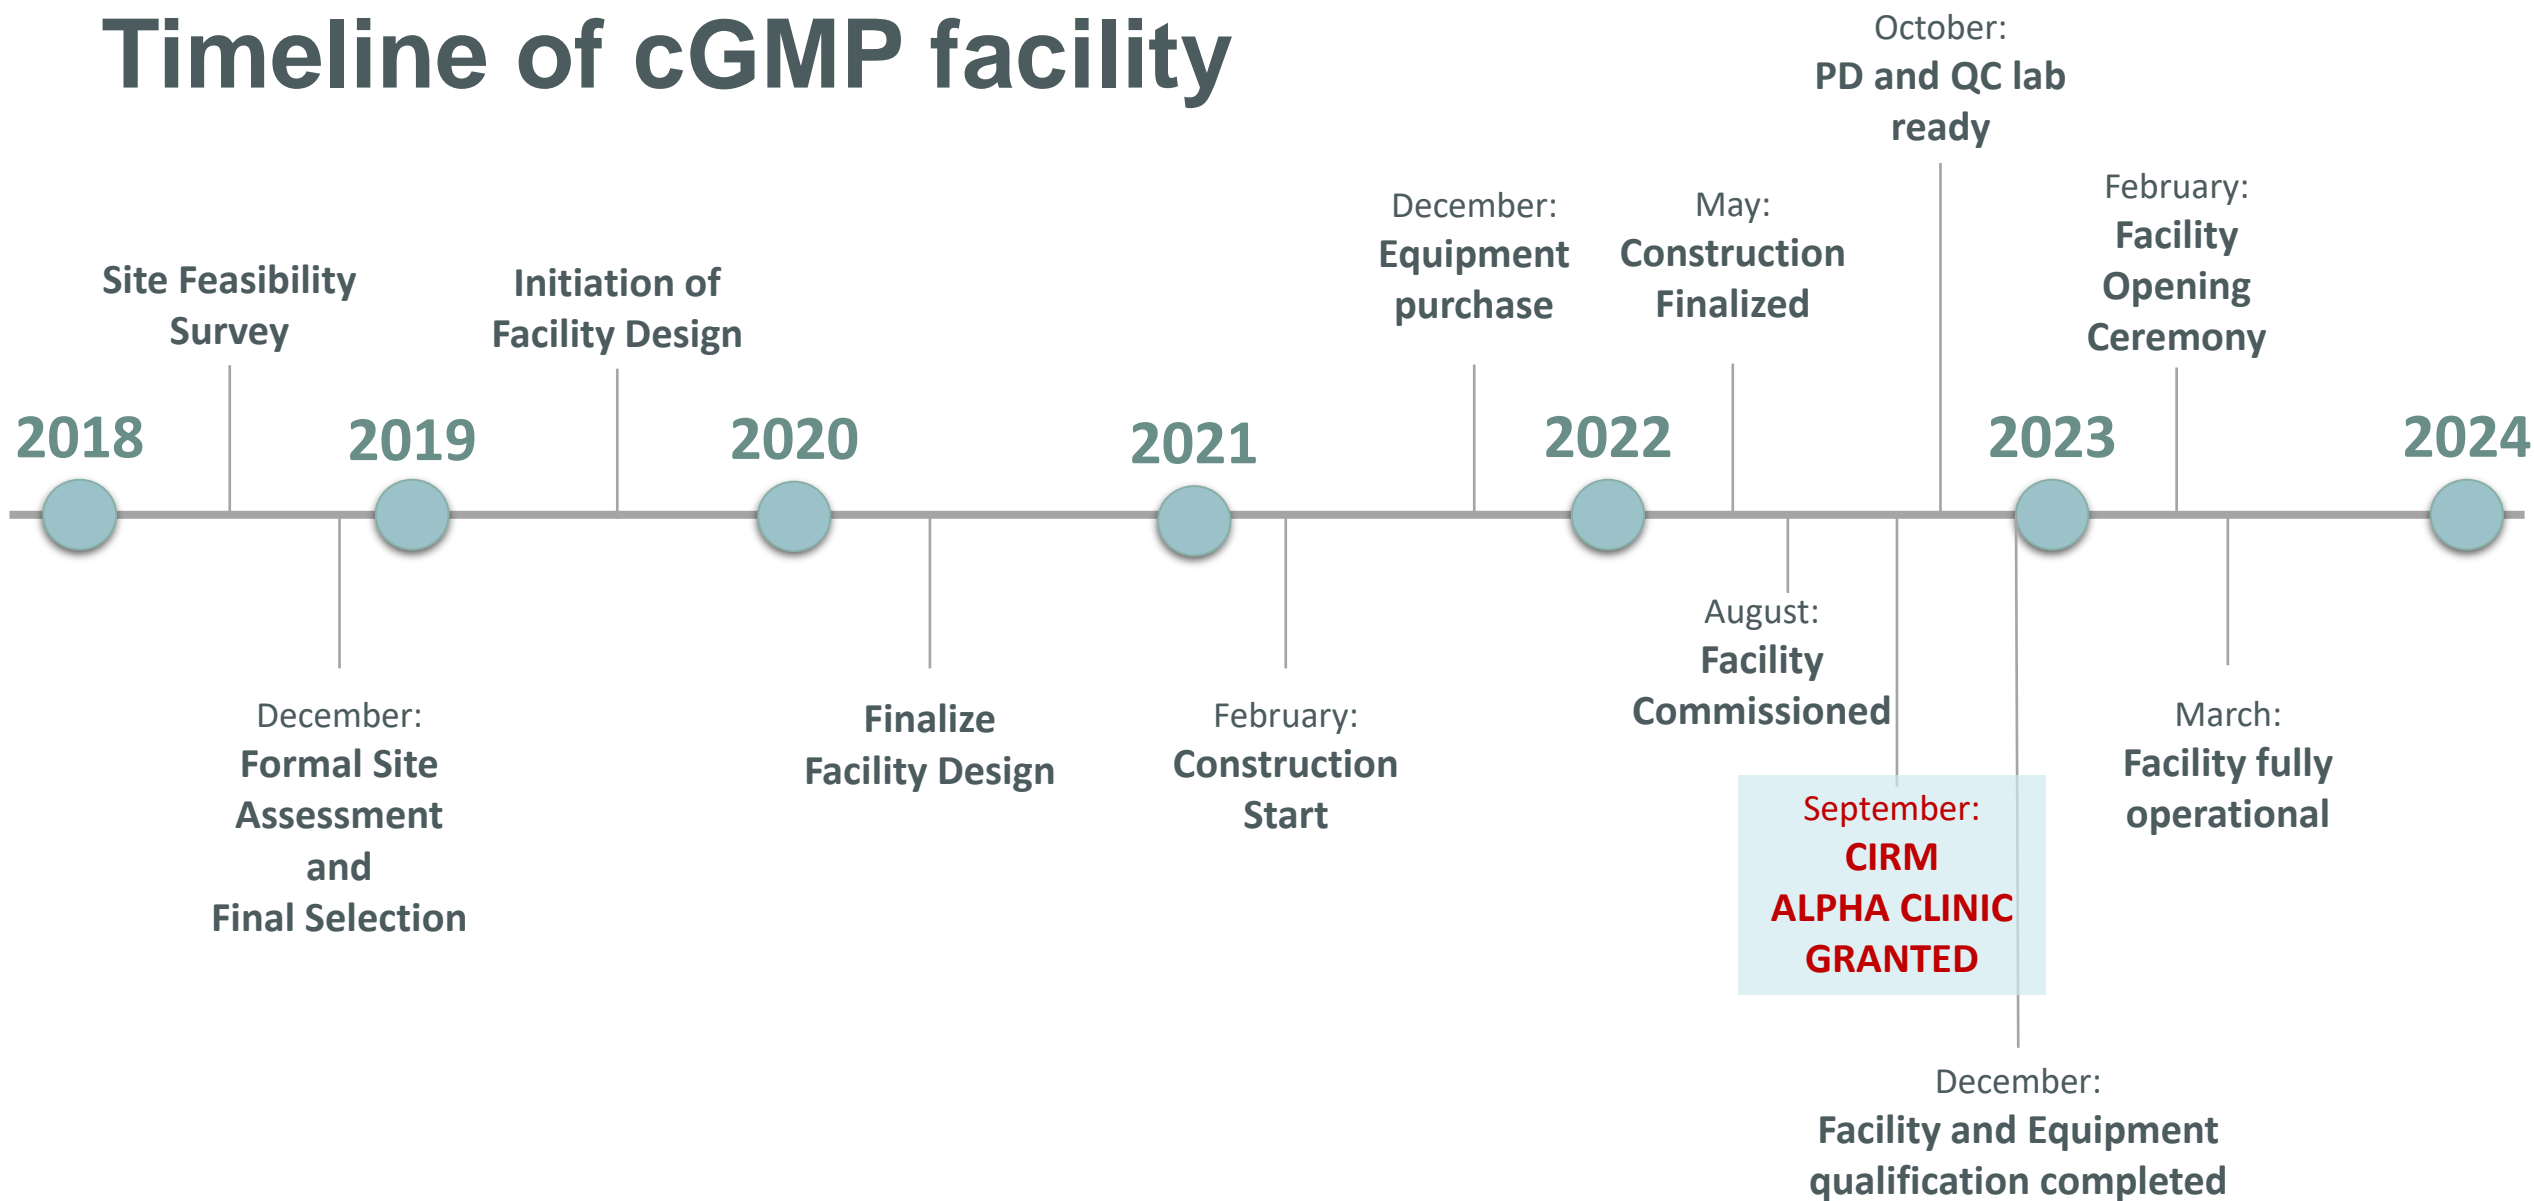 Timeline of cGMP facility
October:
PD and QC lab
ready
December:
Equipment
purchase
May:
Construction
Finalized
February:
Facility
Opening
Ceremony
Site Feasibility
Survey
Initiation of
Facility Design
2018
2019
2020
2021
2022
2023
2024
December:
Formal Site
Assessment
and
Final Selection
Finalize
Facility Design
February:
Construction
Start
August:
Facility
Commissioned
September:
CIRM
ALPHA CLINIC
GRANTED
March:
Facility fully
operational
December:
Facility and Equipment
qualification completed